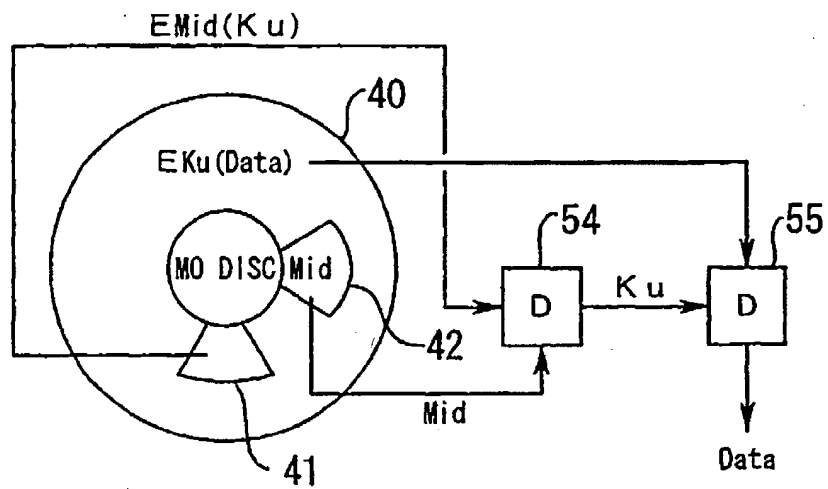 EMid(Ku)
40
EKu(Data)
54
55
MO DISC
Mid
D
Ku
D
42
Mid
41
Data